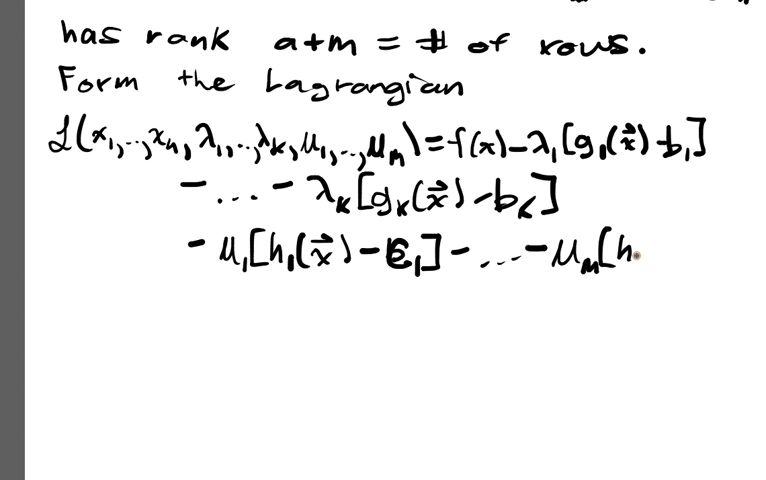 has rank a+m = # of rows.
Form the Lagrangian
ℒ(x₁,..,xₙ,λ₁,..,λₖ,μ₁,..,μₘ)=f(x)-λ₁[g₁(x⃗)-b₁]
-...-λₖ[gₖ(x⃗)-bₖ]
-μ₁[h₁(x⃗)-c₁]-...-μₘ[h